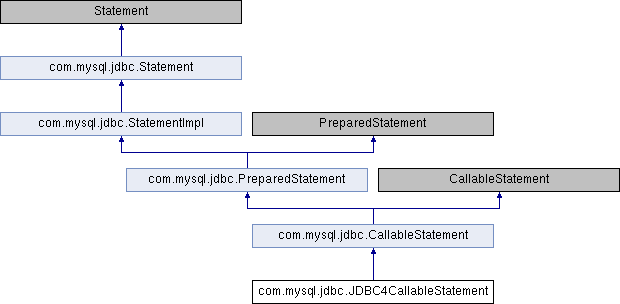 Statement
com.mysql.jdbc.Statement
com.mysql.jdbc.StatementImpl
PreparedStatement
com.mysql.jdbc.PreparedStatement
CallableStatement
com.mysql.jdbc.CallableStatement
com.mysql.jdbc.JDBC4CallableStatement